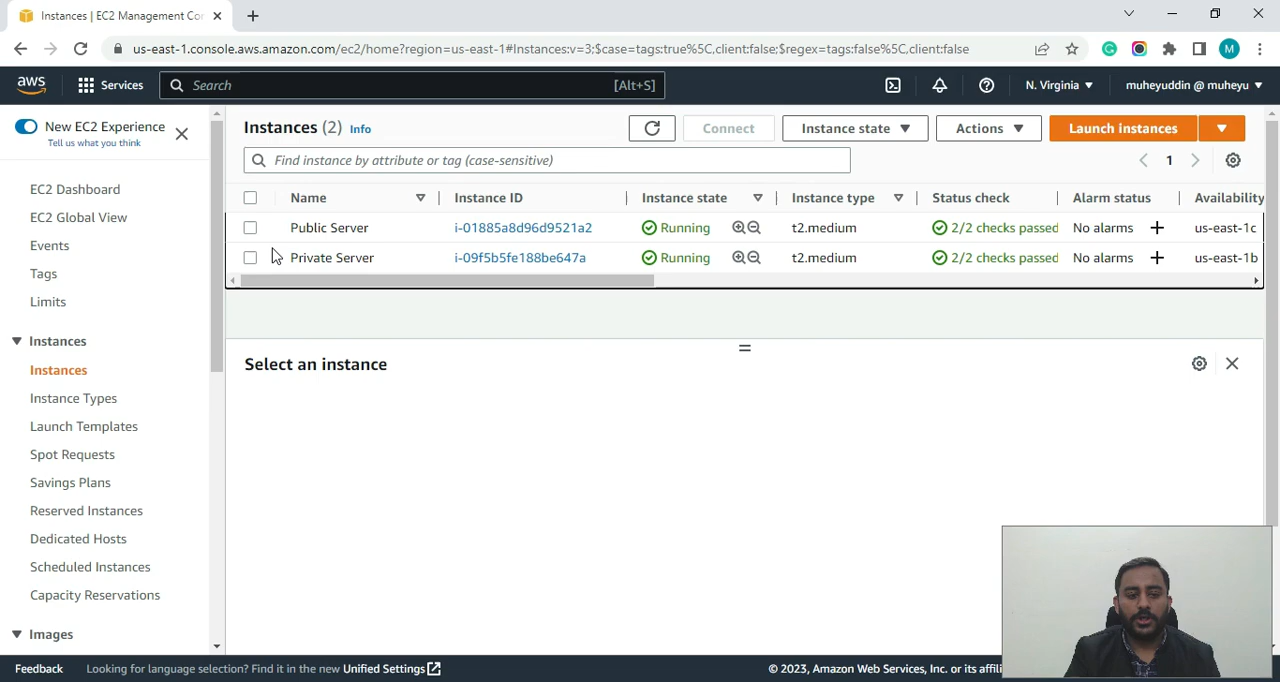 Instances | EC2 Management Co
us-east-1.console.aws.amazon.com/ec2/home?region=us-east-1#Instances:v=3;$case=tags:true%5C,client:false;$regex=tags:false%5C,client:false
M
aws
Services
Search
[Alt+S]
N. Virginia
muheyuddin @ muheyu
New EC2 Experience
Tell us what you think
EC2 Dashboard
EC2 Global View
Events
Tags
Limits
Instances
Instances
Instance Types
Launch Templates
Spot Requests
Savings Plans
Reserved Instances
Dedicated Hosts
Scheduled Instances
Capacity Reservations
Images
Instances (2) Info
Connect
Instance state
Actions
Launch instances
Find instance by attribute or tag (case-sensitive)
1
Name Instance ID Instance state Instance type Status check Alarm status Availability
Public Server i-01885a8d96d9521a2 Running t2.medium 2/2 checks passed No alarms + us-east-1c
Private Server i-09f5b5fe188be647a Running t2.medium 2/2 checks passed No alarms + us-east-1b
Select an instance
Feedback
Looking for language selection? Find it in the new Unified Settings
© 2023, Amazon Web Services, Inc. or its affili